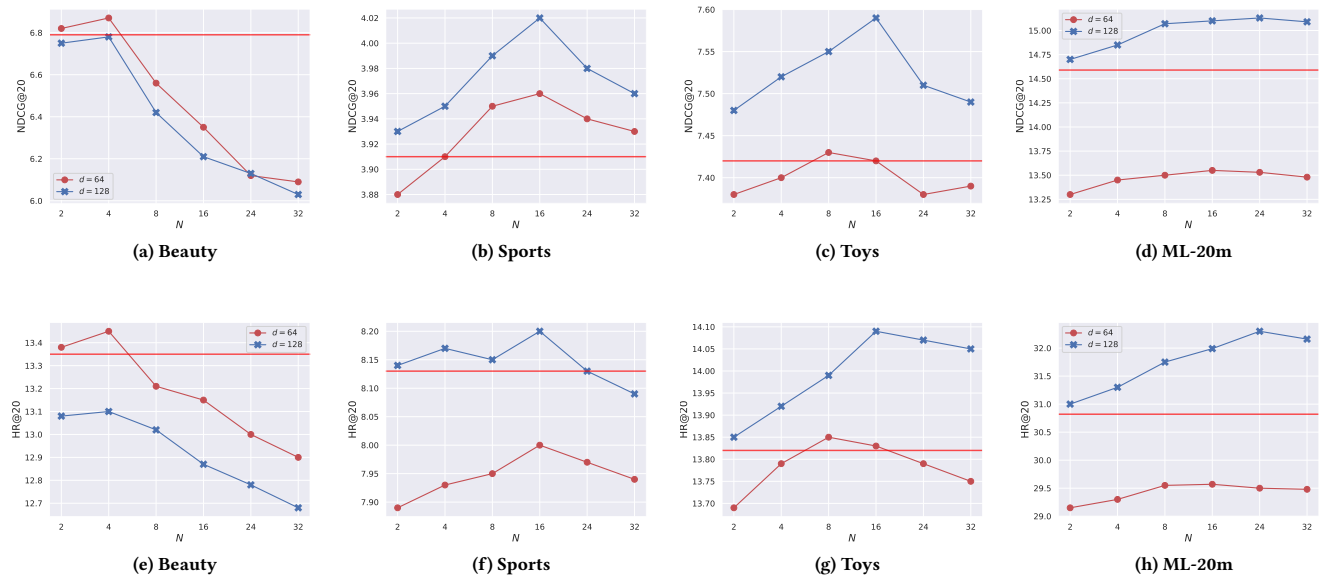 6.8
6.6
6.4
6.2
6.0
NDCG@20
d = 64
d = 128
2 4 8 16 24 32
N
(a) Beauty
4.02
4.00
3.98
3.96
3.94
3.92
3.90
3.88
NDCG@20
2 4 8 16 24 32
N
(b) Sports
7.60
7.55
7.50
7.45
7.40
NDCG@20
2 4 8 16 24 32
N
(c) Toys
15.00
14.75
14.50
14.25
14.00
13.75
13.50
13.25
NDCG@20
d = 64
d = 128
2 4 8 16 24 32
N
(d) ML-20m
13.4
13.3
13.2
13.1
13.0
12.9
12.8
12.7
HR@20
d = 64
d = 128
2 4 8 16 24 32
N
(e) Beauty
8.20
8.15
8.10
8.05
8.00
7.95
7.90
HR@20
2 4 8 16 24 32
N
(f) Sports
14.10
14.05
14.00
13.95
13.90
13.85
13.80
13.75
13.70
HR@20
2 4 8 16 24 32
N
(g) Toys
32.0
31.5
31.0
30.5
30.0
29.5
29.0
HR@20
d = 64
d = 128
2 4 8 16 24 32
N
(h) ML-20m